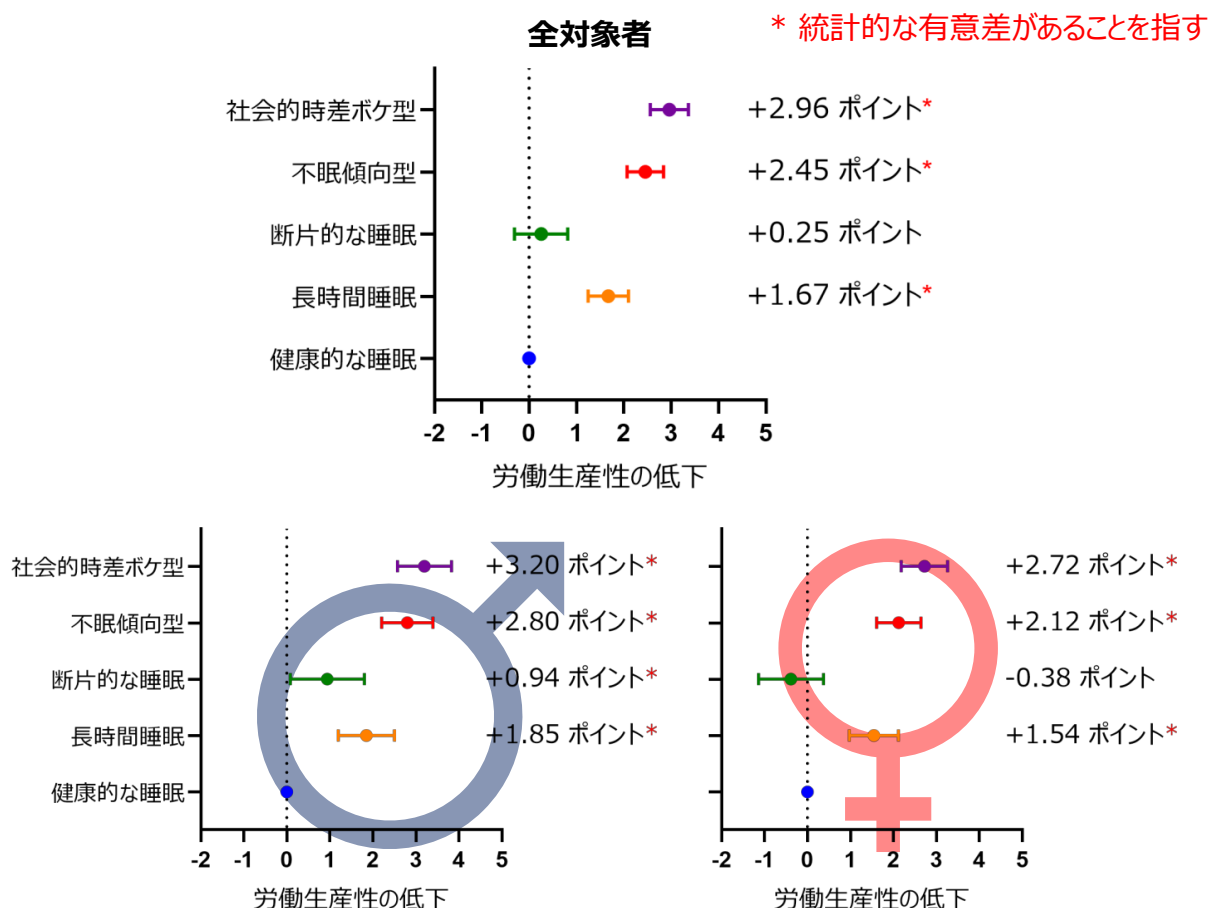 全対象者
* 統計的な有意差があることを指す
社会的時差ボケ型 +2.96 ポイント*
不眠傾向型 +2.45 ポイント*
断片的な睡眠 +0.25 ポイント
長時間睡眠 +1.67 ポイント*
健康的な睡眠
-2 -1 0 1 2 3 4 5
労働生産性の低下
社会的時差ボケ型 +3.20 ポイント*
不眠傾向型 +2.80 ポイント*
断片的な睡眠 +0.94 ポイント*
長時間睡眠 +1.85 ポイント*
健康的な睡眠
-2 -1 0 1 2 3 4 5
労働生産性の低下
+2.72 ポイント*
+2.12 ポイント*
-0.38 ポイント
+1.54 ポイント*
-2 -1 0 1 2 3 4 5
労働生産性の低下